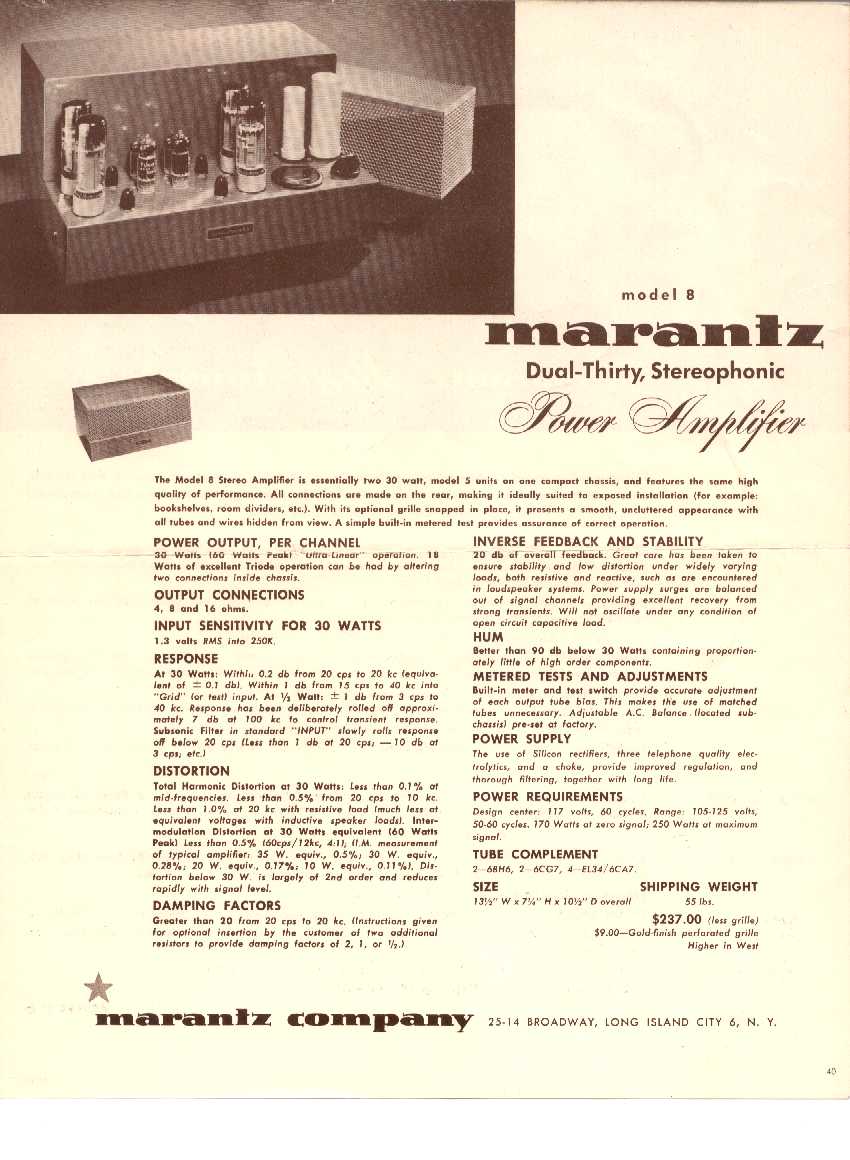 model 8
marantz
Dual-Thirty, Stereophonic
Power Amplifier
The Model 8 Stereo Amplifier is essentially two 30 watt, model 5 units on one compact chassis, and features the same high
quality of performance. All connections are made on the rear, making it ideally suited to exposed installation (for example:
bookshelves, room dividers, etc.). With its optional grille snapped in place, it presents a smooth, uncluttered appearance with
all tubes and wires hidden from view. A simple built-in metered test provides assurance of correct operation.
POWER OUTPUT, PER CHANNEL
30 Watts (60 Watts Peak) "Ultra-Linear" operation. 18
Watts of excellent Triode operation can be had by altering
two connections inside chassis.
OUTPUT CONNECTIONS
4, 8 and 16 ohms.
INPUT SENSITIVITY FOR 30 WATTS
1.3 volts RMS into 250K.
RESPONSE
At 30 Watts: Within 0.2 db from 20 cps to 20 kc (equiva-
lent of ± 0.1 db). Within 1 db from 15 cps to 40 kc into
"Grid" (or test) input. At ½ Watt: ± 1 db from 3 cps to
40 kc. Response has been deliberately rolled off approxi-
mately 7 db at 100 kc to control transient response.
Subsonic Filter in standard "INPUT" slowly rolls response
off below 20 cps (Less than 1 db at 20 cps; — 10 db at
3 cps; etc.)
DISTORTION
Total Harmonic Distortion at 30 Watts: Less than 0.1% at
mid-frequencies. Less than 0.5% from 20 cps to 10 kc.
Less than 1.0% at 20 kc with resistive load (much less at
equivalent voltages with inductive speaker loads). Inter-
modulation Distortion at 30 Watts equivalent (60 Watts
Peak) Less than 0.5% (60cps/12kc, 4:1); (I.M. measurement
of typical amplifier: 35 W. equiv., 0.5%; 30 W. equiv.,
0.28%; 20 W. equiv., 0.17%; 10 W. equiv., 0.11%). Dis-
tortion below 30 W. is largely of 2nd order and reduces
rapidly with signal level.
DAMPING FACTORS
Greater than 20 from 20 cps to 20 kc. (Instructions given
for optional insertion by the customer of two additional
resistors to provide damping factors of 2, 1, or ½.)
INVERSE FEEDBACK AND STABILITY
20 db of overall feedback. Great care has been taken to
ensure stability and low distortion under widely varying
loads, both resistive and reactive, such as are encountered
in loudspeaker systems. Power supply surges are balanced
out of signal channels providing excellent recovery from
strong transients. Will not oscillate under any condition of
open circuit capacitive load.
HUM
Better than 90 db below 30 Watts containing proportion-
ately little of high order components.
METERED TESTS AND ADJUSTMENTS
Built-in meter and test switch provide accurate adjustment
of each output tube bias. This makes the use of matched
tubes unnecessary. Adjustable A.C. Balance (located sub-
chassis) pre-set at factory.
POWER SUPPLY
The use of Silicon rectifiers, three telephone quality elec-
trolytics, and a choke, provide improved regulation, and
thorough filtering, together with long life.
POWER REQUIREMENTS
Design center: 117 volts, 60 cycles. Range: 105-125 volts,
50-60 cycles. 170 Watts at zero signal; 250 Watts at maximum
signal.
TUBE COMPLEMENT
2—6BH6, 2—6CG7, 4—EL34/6CA7.
SIZE SHIPPING WEIGHT
13½" W x 7¼" H x 10½" D overall 55 lbs.
$237.00 (less grille)
$9.00—Gold-finish perforated grille
Higher in West
marantz company 25-14 BROADWAY, LONG ISLAND CITY 6, N. Y.
40